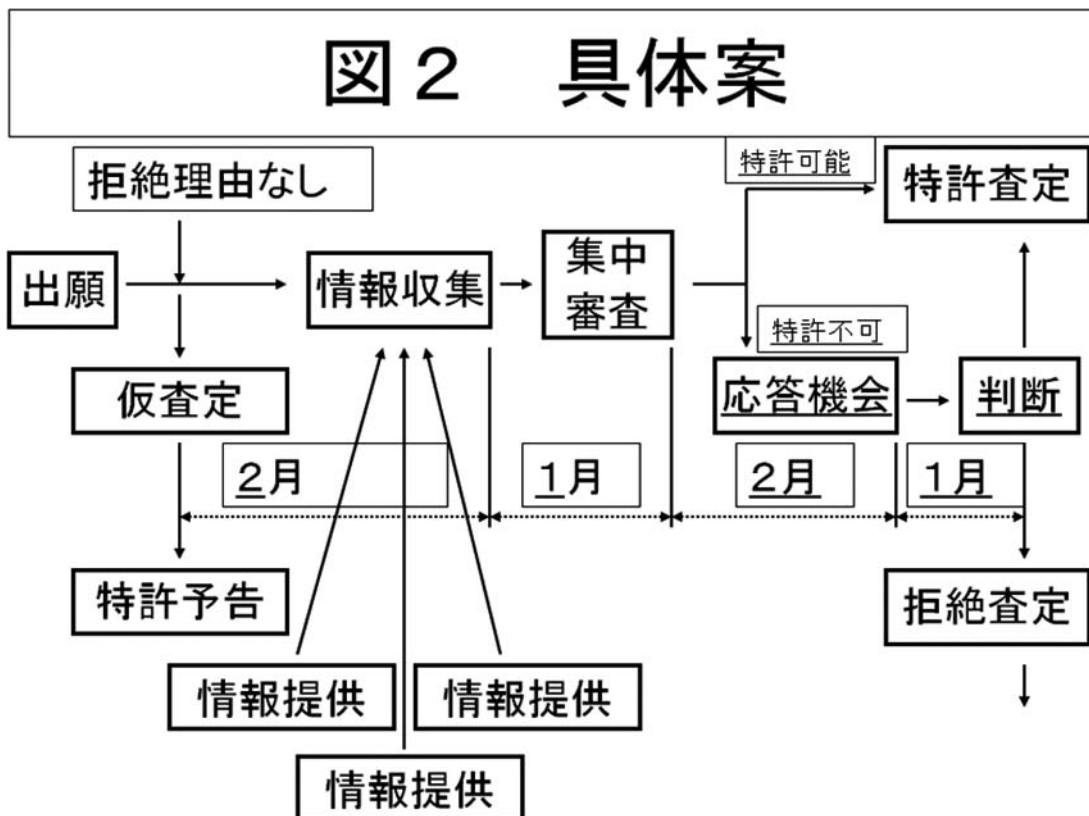 図２　具体案
拒絶理由なし
特許可能
特許査定
出願
情報収集
集中
審査
特許不可
仮査定
応答機会
判断
２月
１月
２月
１月
特許予告
拒絶査定
情報提供
情報提供
情報提供